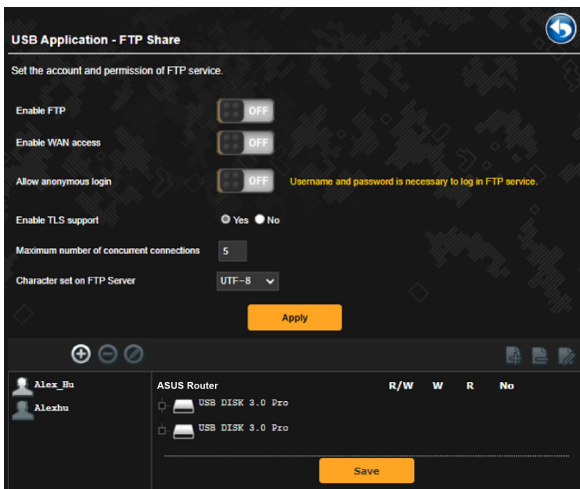 USB Application - FTP Share
Set the account and permission of FTP service.
Enable FTP OFF
Enable WAN access OFF
Allow anonymous login OFF Username and password is necessary to log in FTP service.
Enable TLS support Yes No
Maximum number of concurrent connections 5
Character set on FTP Server UTF-8
Apply
Alex_Hu
Alexhu
ASUS Router R/W W R No
USB DISK 3.0 Pro
USB DISK 3.0 Pro
Save